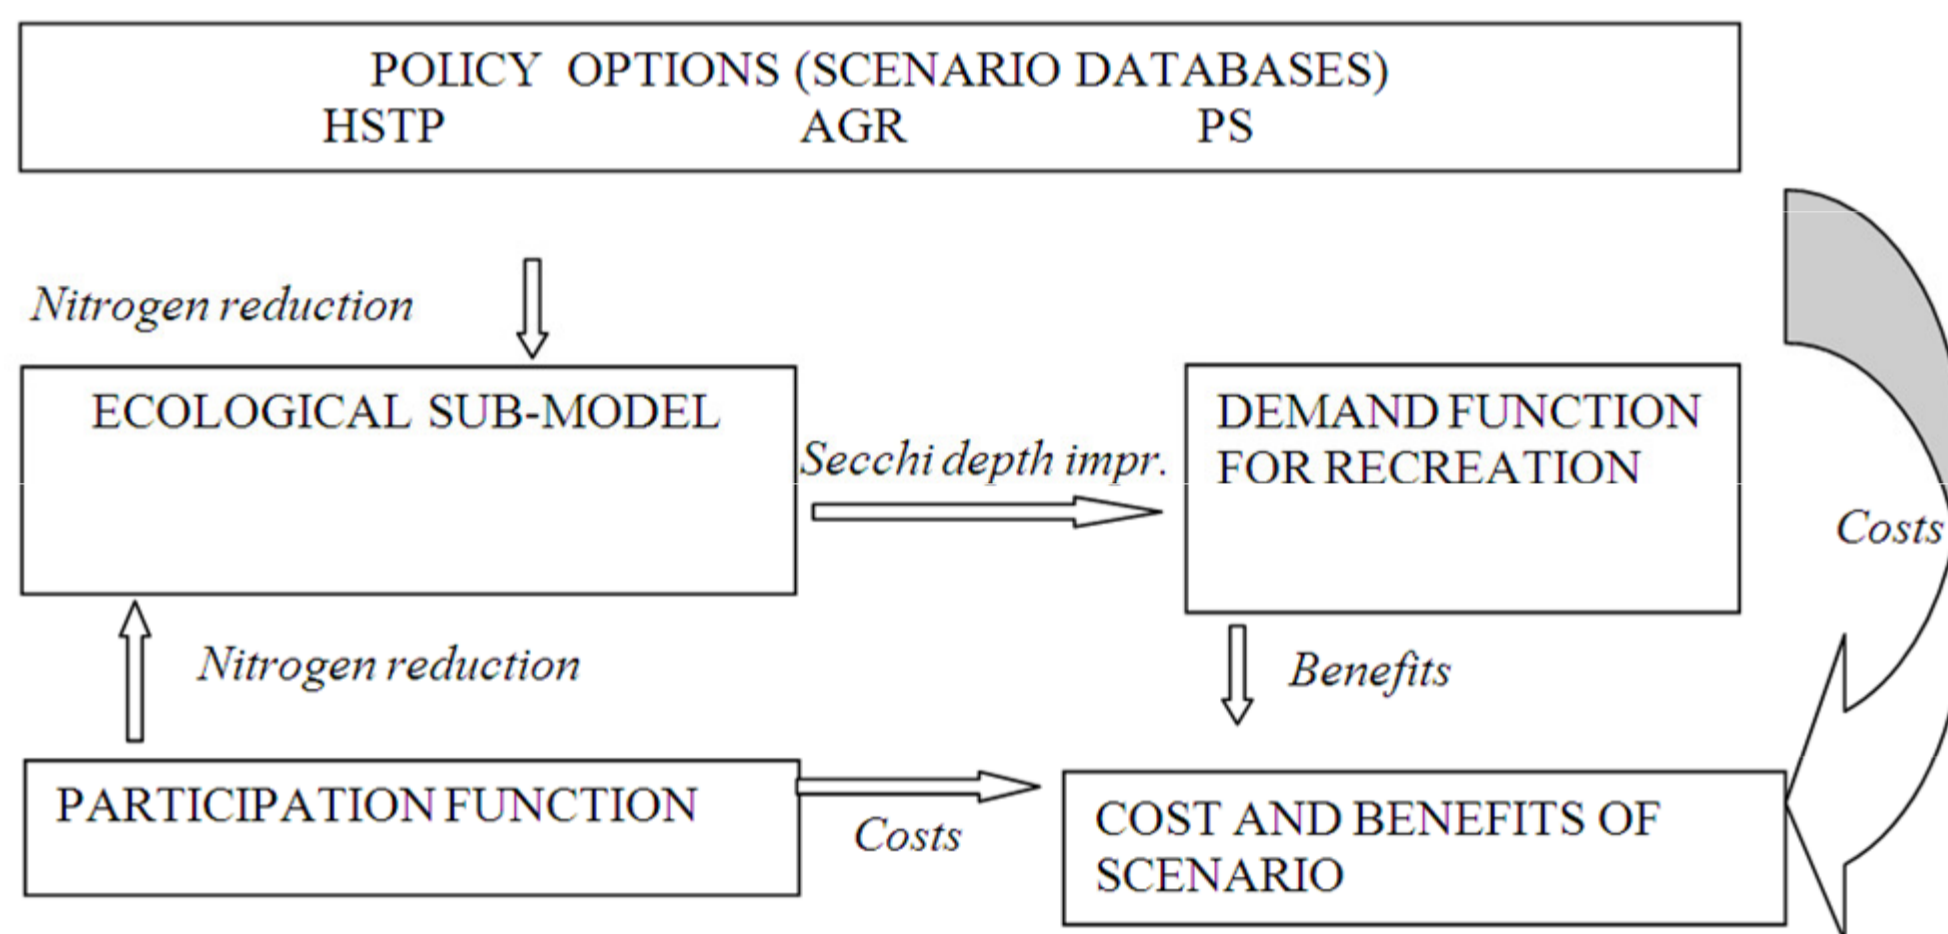 POLICY OPTIONS (SCENARIO DATABASES)
HSTP AGR PS
Nitrogen reduction
ECOLOGICAL SUB-MODEL
Secchi depth impr.
DEMAND FUNCTION
FOR RECREATION
Costs
Nitrogen reduction
Benefits
PARTICIPATION FUNCTION
Costs
COST AND BENEFITS OF
SCENARIO